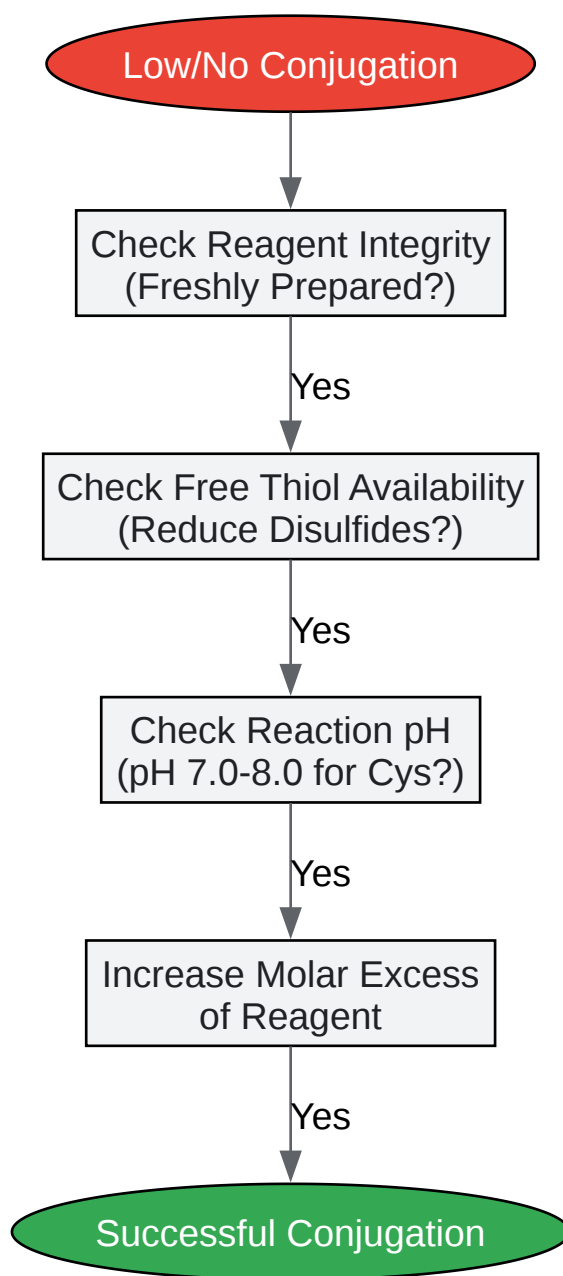 Low/No Conjugation
Check Reagent Integrity
(Freshly Prepared?)
Yes
Check Free Thiol Availability
(Reduce Disulfides?)
Yes
Check Reaction pH
(pH 7.0-8.0 for Cys?)
Yes
Increase Molar Excess
of Reagent
Yes
Successful Conjugation